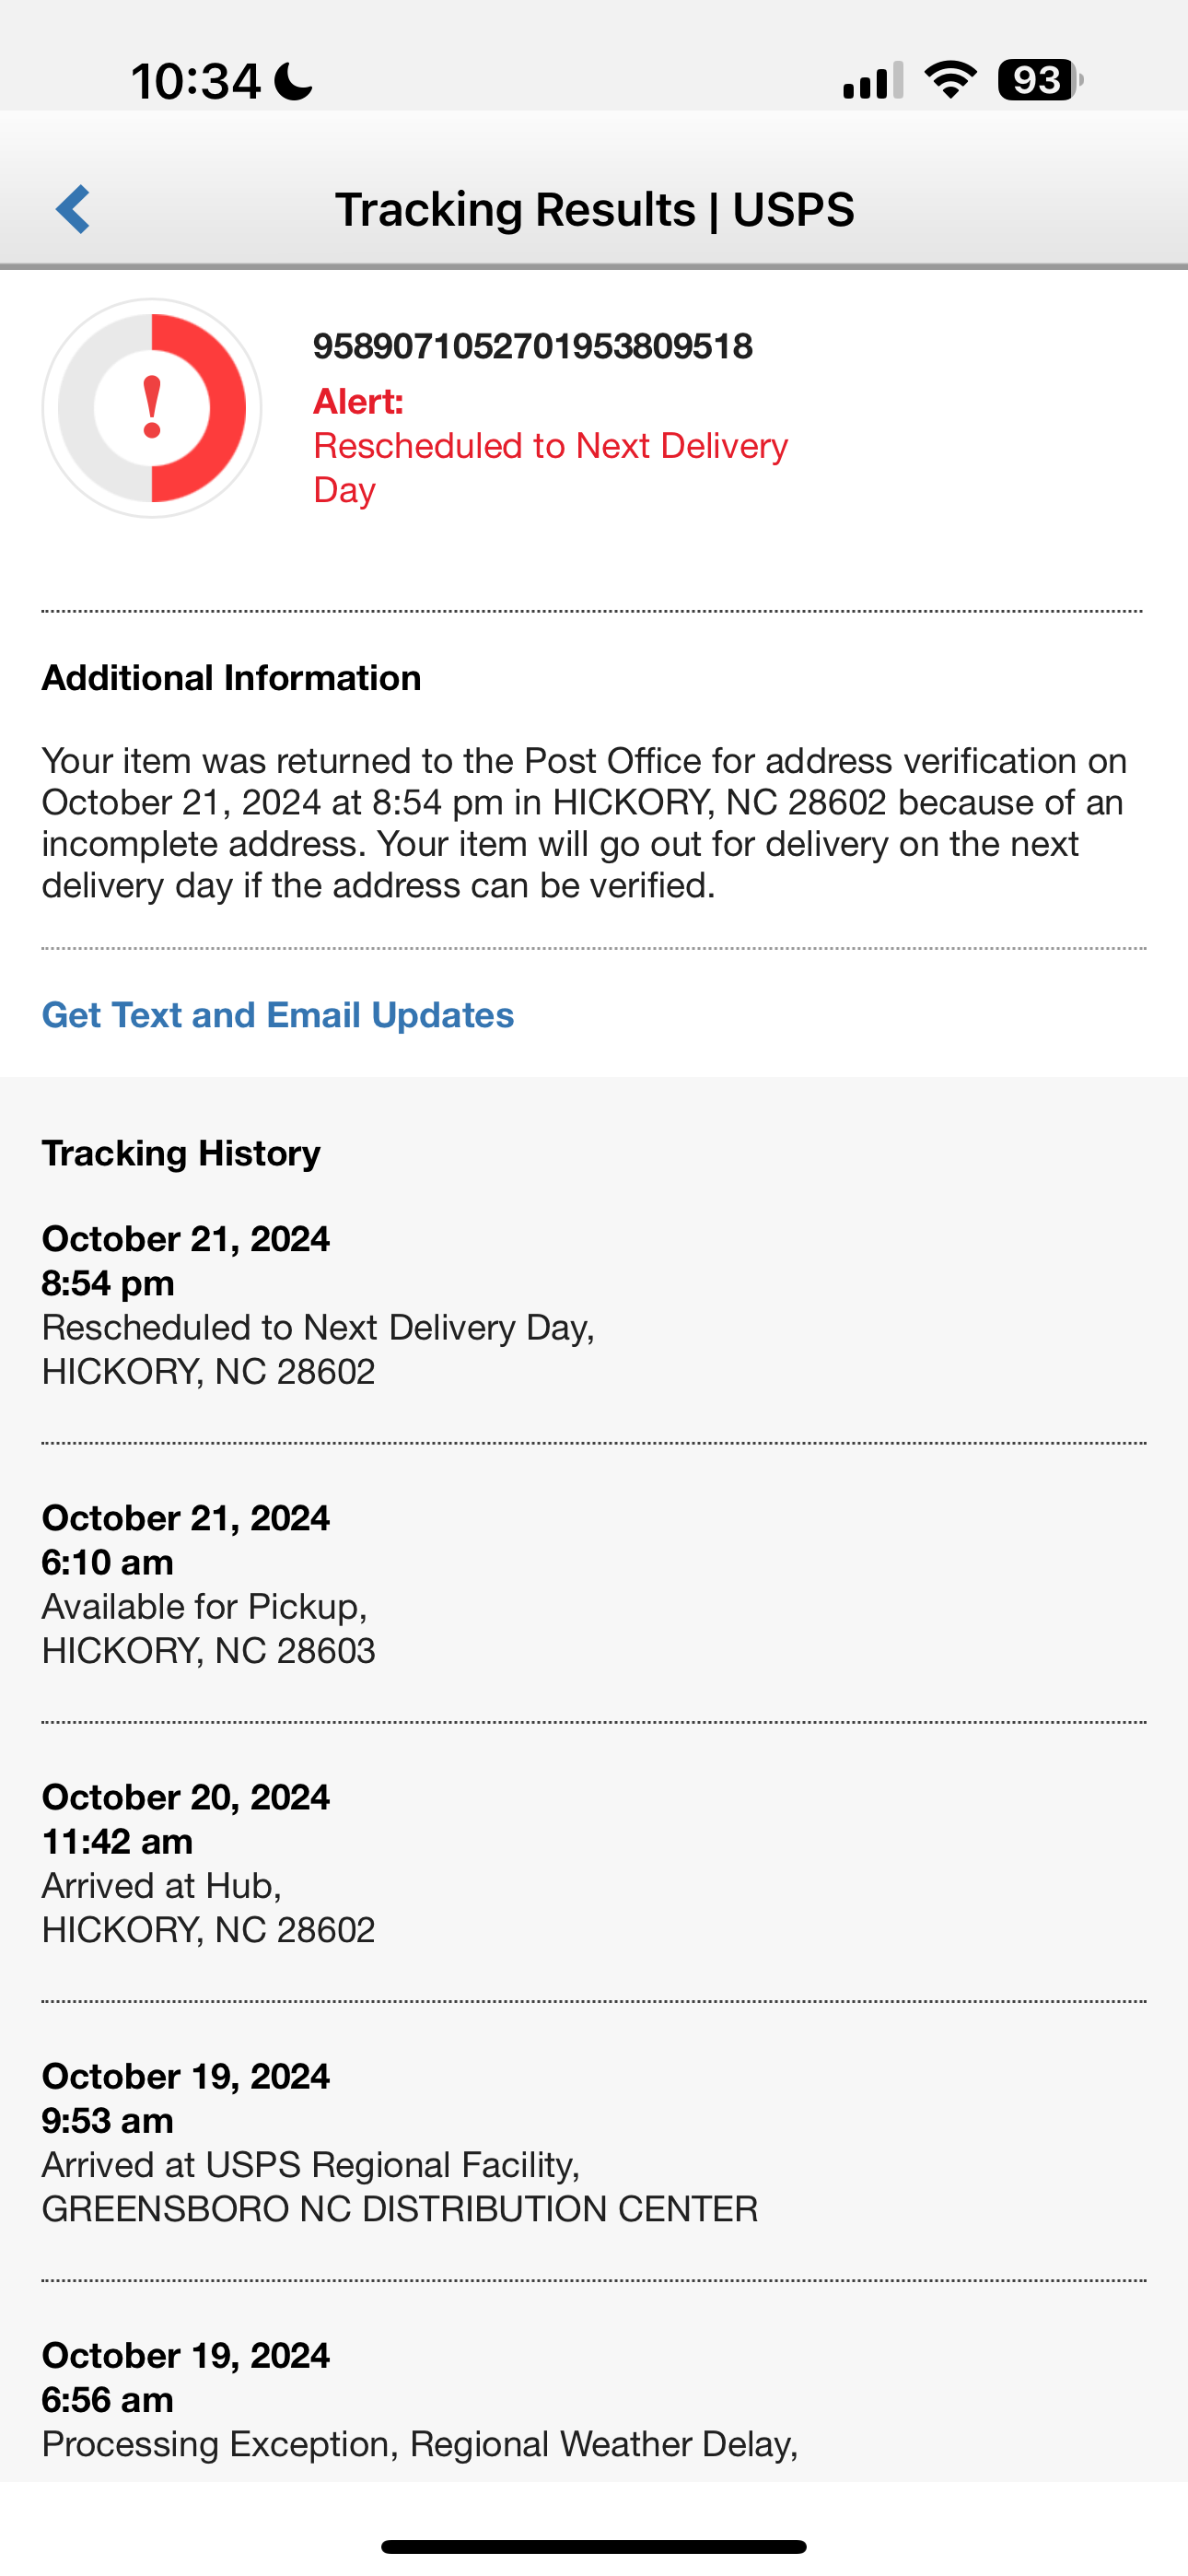 10:34
93
Tracking Results | USPS
9589071052701953809518
Alert:
Rescheduled to Next Delivery
Day
Additional Information
Your item was returned to the Post Office for address verification on
October 21, 2024 at 8:54 pm in HICKORY, NC 28602 because of an
incomplete address. Your item will go out for delivery on the next
delivery day if the address can be verified.
Get Text and Email Updates
Tracking History
October 21, 2024
8:54 pm
Rescheduled to Next Delivery Day,
HICKORY, NC 28602
October 21, 2024
6:10 am
Available for Pickup,
HICKORY, NC 28603
October 20, 2024
11:42 am
Arrived at Hub,
HICKORY, NC 28602
October 19, 2024
9:53 am
Arrived at USPS Regional Facility,
GREENSBORO NC DISTRIBUTION CENTER
October 19, 2024
6:56 am
Processing Exception, Regional Weather Delay,